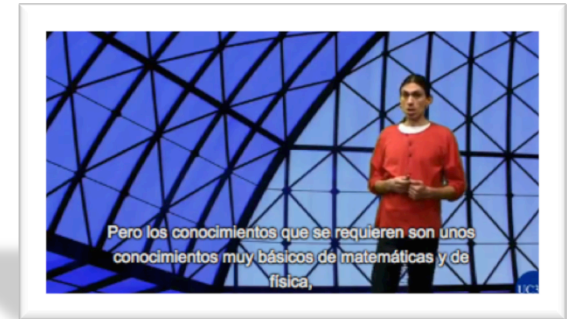 Pero los conocimientos que se requieren son unos
conocimientos muy básicos de matemáticas y de
física,